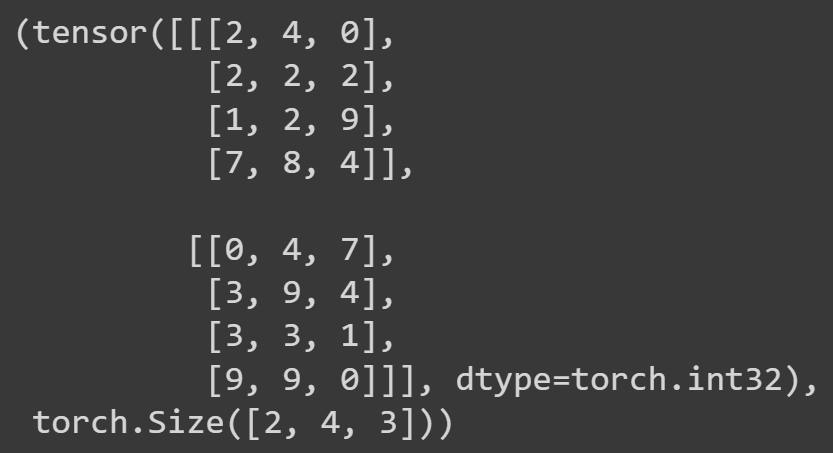 (tensor([[[2, 4, 0],
          [2, 2, 2],
          [1, 2, 9],
          [7, 8, 4]],

         [[0, 4, 7],
          [3, 9, 4],
          [3, 3, 1],
          [9, 9, 0]]], dtype=torch.int32),
 torch.Size([2, 4, 3]))